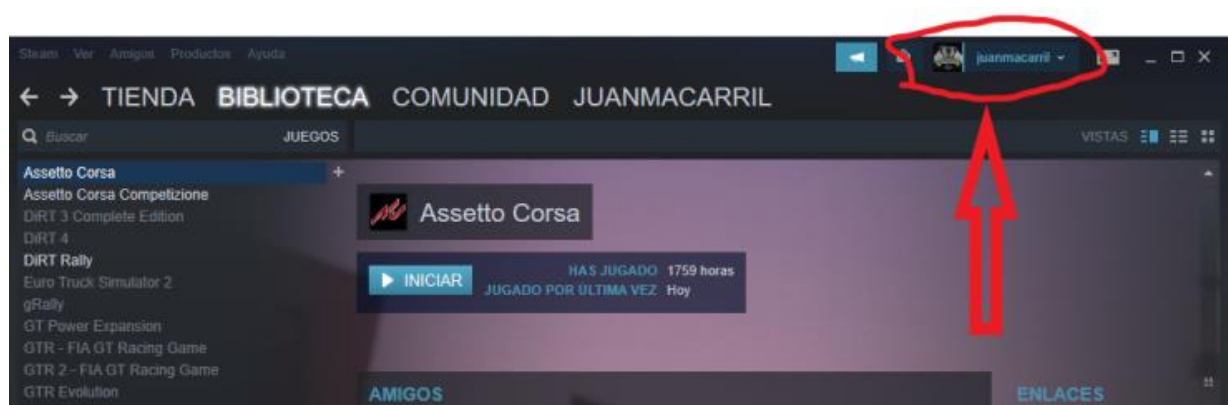 Steam Ver Amigos Productos Ayuda
juanmacarril
TIENDA BIBLIOTECA COMUNIDAD JUANMACARRIL
Buscar JUEGOS
VISTAS
Assetto Corsa +
Assetto Corsa Competizione
DiRT 3 Complete Edition
DiRT 4
DiRT Rally
Euro Truck Simulator 2
gRally
GT Power Expansion
GTR - FIA GT Racing Game
GTR 2 - FIA GT Racing Game
GTR Evolution
Assetto Corsa
INICIAR
HAS JUGADO 1759 horas
JUGADO POR ÚLTIMA VEZ Hoy
AMIGOS
ENLACES